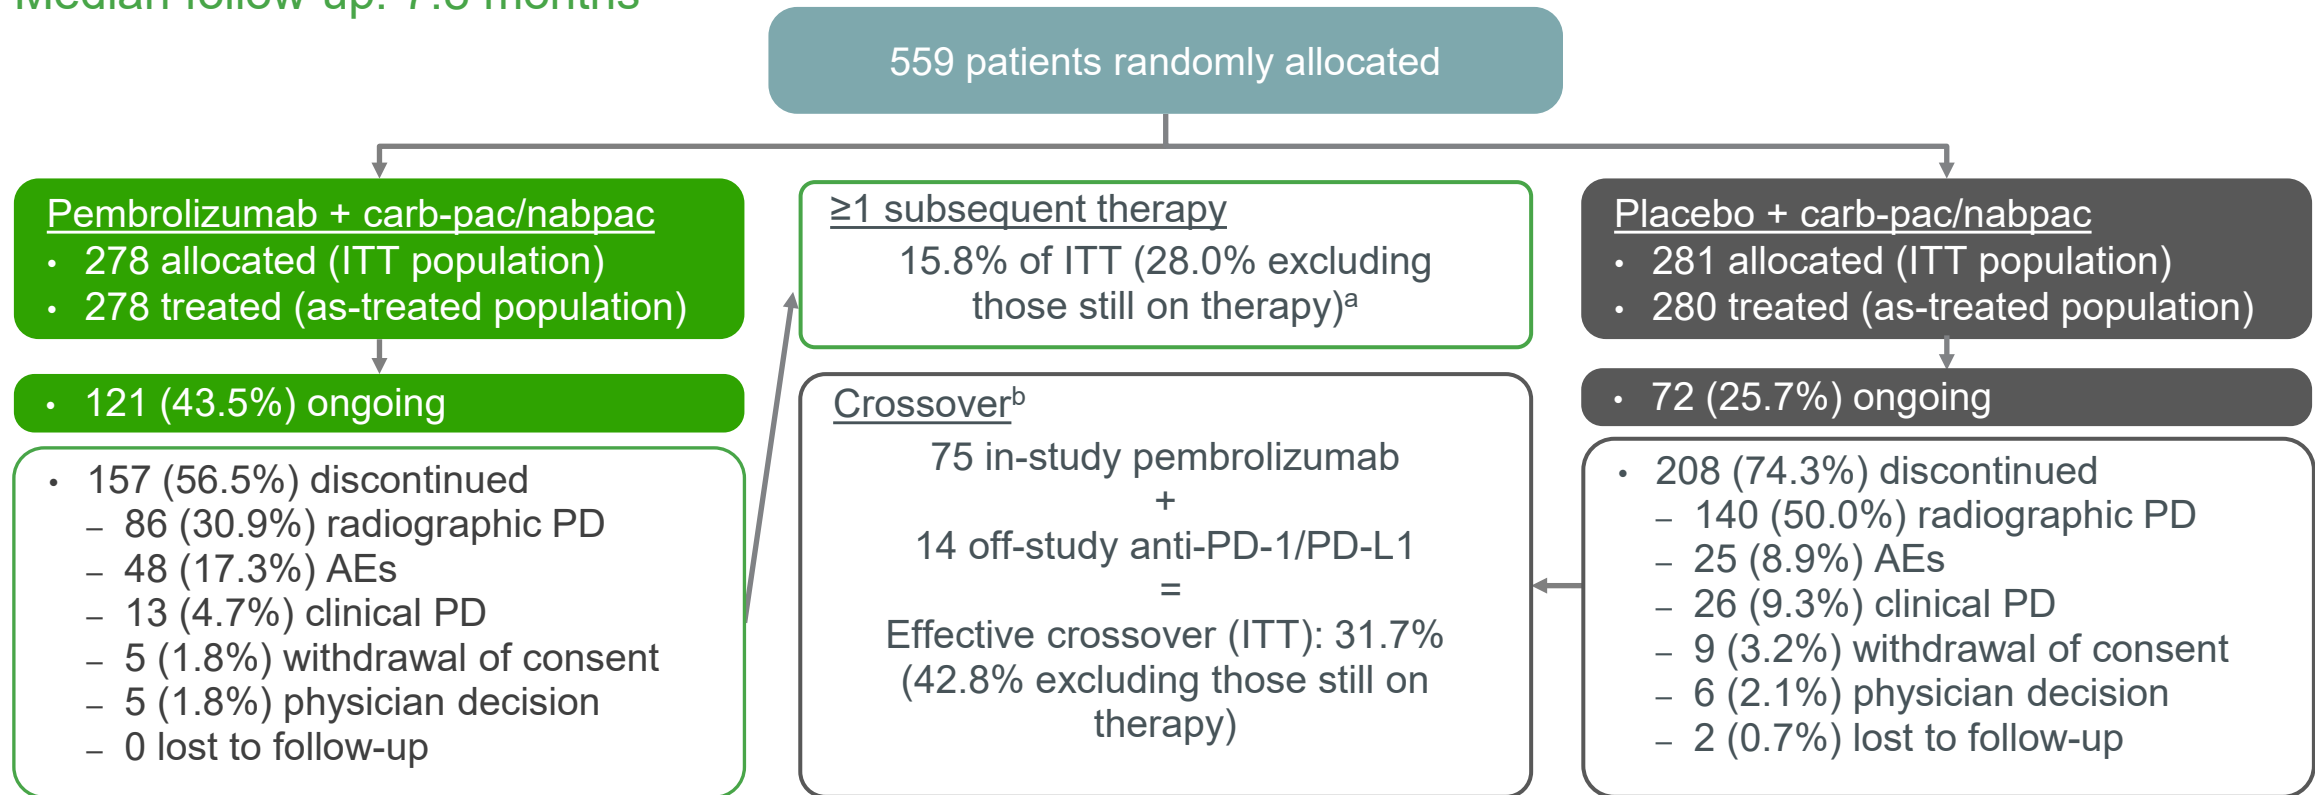 Median follow-up: 7.8 months
559 patients randomly allocated
Pembrolizumab + carb-pac/nabpac
• 278 allocated (ITT population)
• 278 treated (as-treated population)
• 121 (43.5%) ongoing
• 157 (56.5%) discontinued
– 86 (30.9%) radiographic PD
– 48 (17.3%) AEs
– 13 (4.7%) clinical PD
– 5 (1.8%) withdrawal of consent
– 5 (1.8%) physician decision
– 0 lost to follow-up
≥1 subsequent therapy
15.8% of ITT (28.0% excluding
those still on therapy)ᵃ
Crossoverᵇ
75 in-study pembrolizumab
+
14 off-study anti-PD-1/PD-L1
=
Effective crossover (ITT): 31.7%
(42.8% excluding those still on
therapy)
Placebo + carb-pac/nabpac
• 281 allocated (ITT population)
• 280 treated (as-treated population)
• 72 (25.7%) ongoing
• 208 (74.3%) discontinued
– 140 (50.0%) radiographic PD
– 25 (8.9%) AEs
– 26 (9.3%) clinical PD
– 9 (3.2%) withdrawal of consent
– 6 (2.1%) physician decision
– 2 (0.7%) lost to follow-up